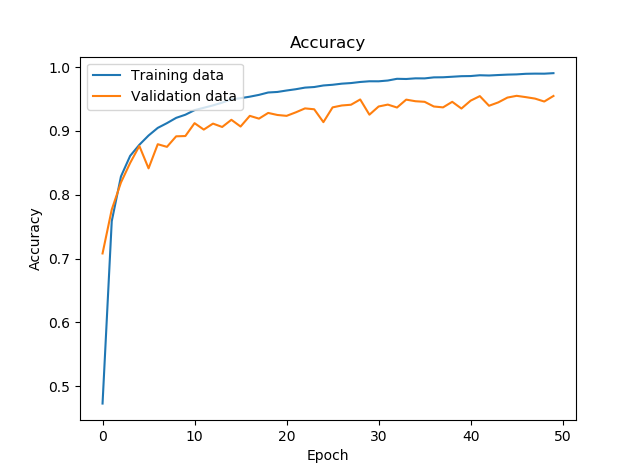 Accuracy
1.0
0.9
0.8
0.7
0.6
0.5
Accuracy
Training data
Validation data
0 10 20 30 40 50
Epoch